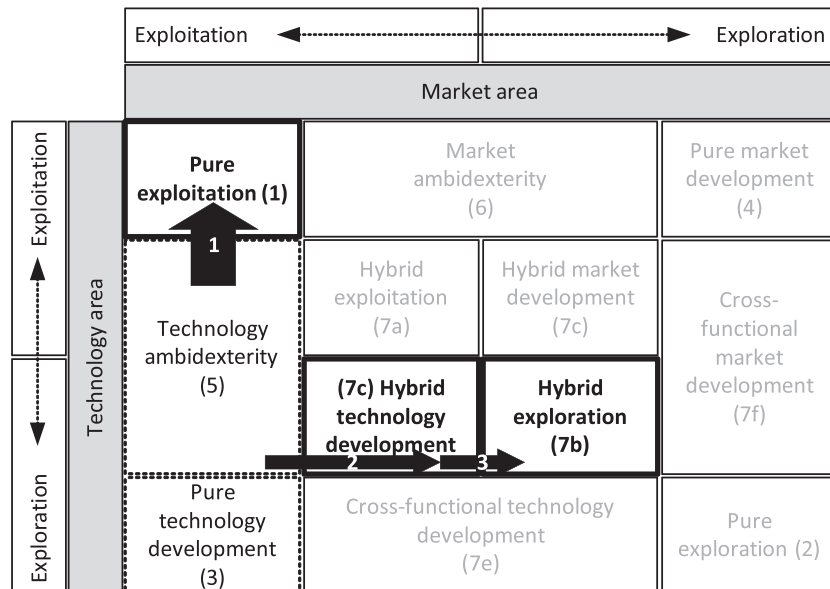 Exploitation
Exploration
Market area
Exploitation
Exploration
Technology area
Pure
exploitation (1)
Market
ambidexterity
(6)
Pure market
development
(4)
1
Technology
ambidexterity
(5)
Hybrid
exploitation
(7a)
Hybrid market
development
(7c)
Cross-
functional
market
development
(7f)
(7c) Hybrid
technology
development
Hybrid
exploration
(7b)
2
3
Pure
technology
development
(3)
Cross-functional technology
development
(7e)
Pure
exploration (2)